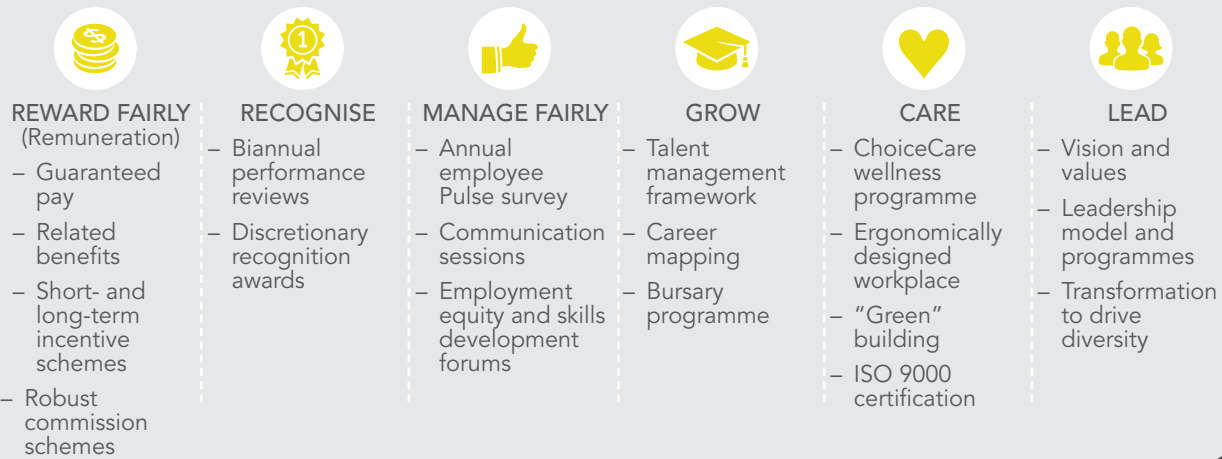 $
1
REWARD FAIRLY
(Remuneration)
– Guaranteed
pay
– Related
benefits
– Short- and
long-term
incentive
schemes
– Robust
commission
schemes
RECOGNISE
– Biannual
performance
reviews
– Discretionary
recognition
awards
MANAGE FAIRLY
– Annual
employee
Pulse survey
– Communication
sessions
– Employment
equity and skills
development
forums
GROW
– Talent
management
framework
– Career
mapping
– Bursary
programme
CARE
– ChoiceCare
wellness
programme
– Ergonomically
designed
workplace
– “Green”
building
– ISO 9000
certification
LEAD
– Vision and
values
– Leadership
model and
programmes
– Transformation
to drive
diversity